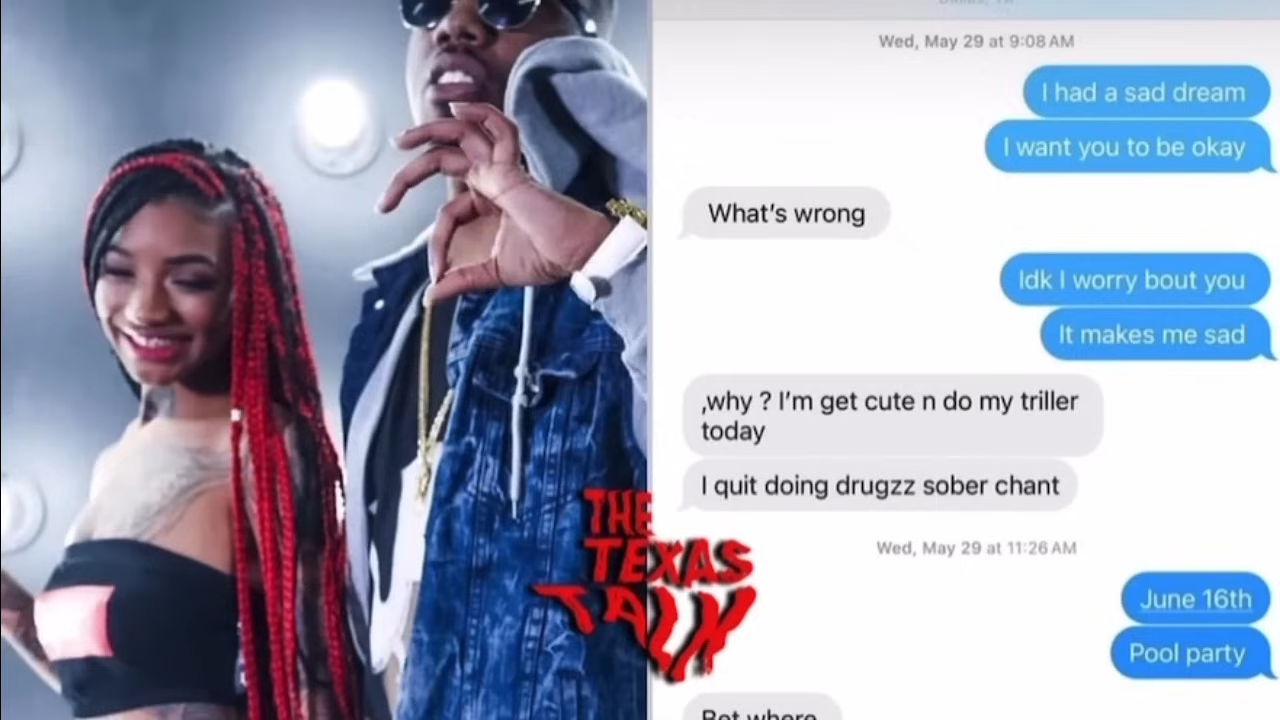 Wed, May 29 at 9:08 AM
I had a sad dream
I want you to be okay
What's wrong
Idk I worry bout you
It makes me sad
,why ? I'm get cute n do my triller
today
I quit doing drugzz sober chant
Wed, May 29 at 11:26 AM
June 16th
Pool party
Bet where
THE
TEXAS
TALK